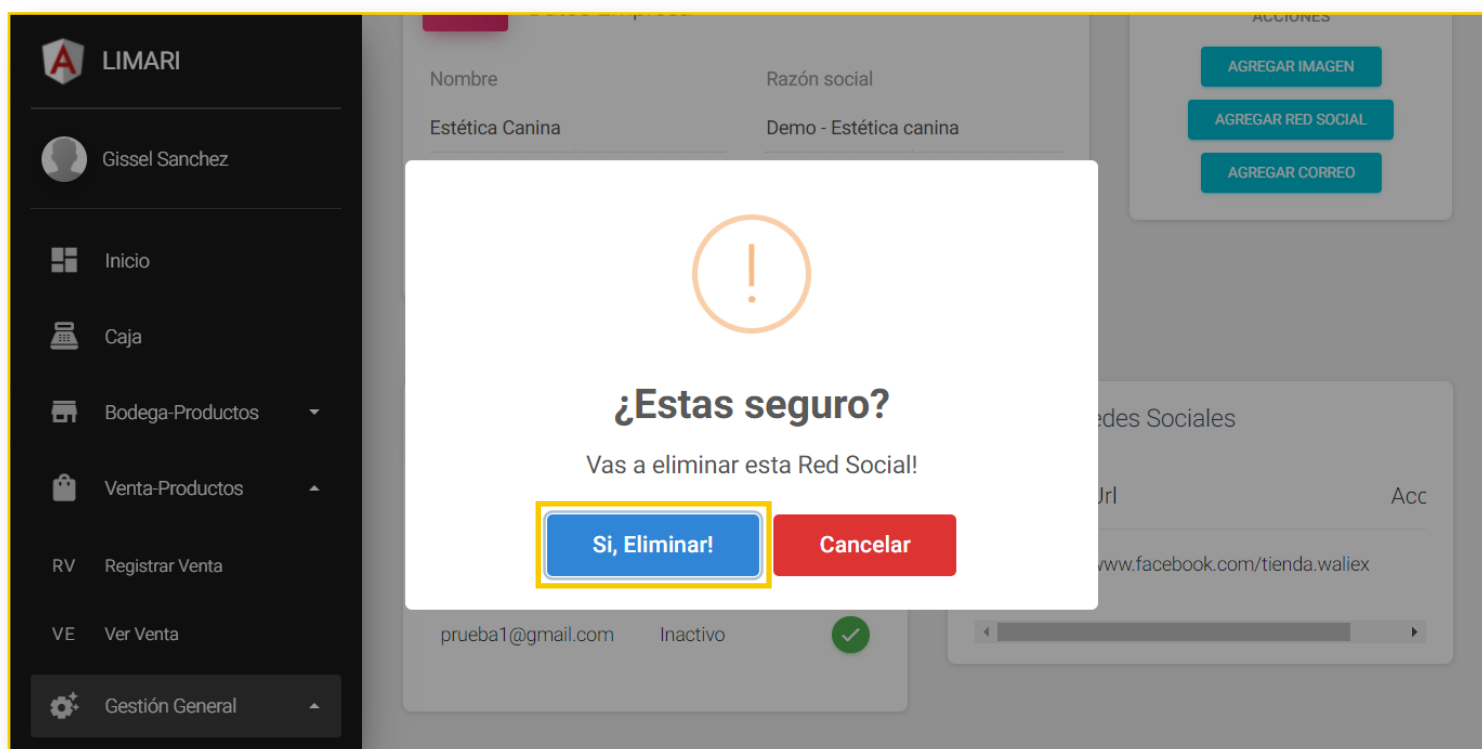 LIMARI
Gissel Sanchez
Inicio
Caja
Bodega-Productos
Venta-Productos
RV Registrar Venta
VE Ver Venta
Gestión General
Nombre Razón social
Estética Canina Demo - Estética canina
ACCIONES
AGREGAR IMAGEN
AGREGAR RED SOCIAL
AGREGAR CORREO
¿Estas seguro?
Vas a eliminar esta Red Social!
Si, Eliminar! Cancelar
prueba1@gmail.com Inactivo
edes Sociales
Url Acc
www.facebook.com/tienda.waliex